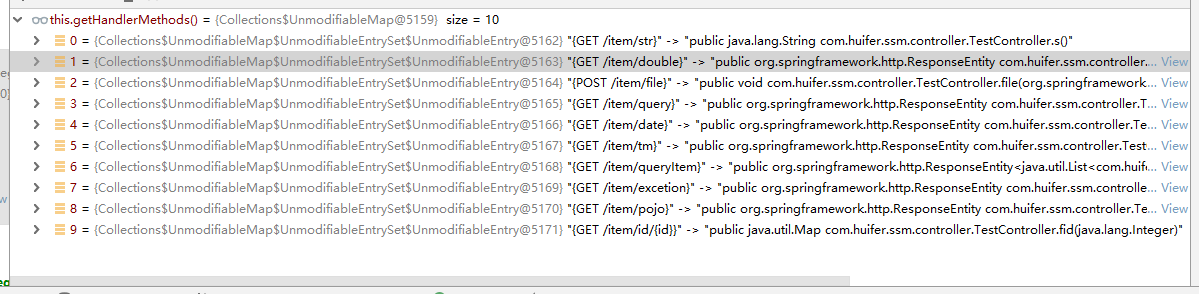 this.getHandlerMethods() = {Collections$UnmodifiableMap@5159} size = 10
0 = {Collections$UnmodifiableMap$UnmodifiableEntrySet$UnmodifiableEntry@5162} "{GET /item/str}" -> "public java.lang.String com.huifer.ssm.controller.TestController.s()"
1 = {Collections$UnmodifiableMap$UnmodifiableEntrySet$UnmodifiableEntry@5163} "{GET /item/double}" -> "public org.springframework.http.ResponseEntity com.huifer.ssm.controller.... View
2 = {Collections$UnmodifiableMap$UnmodifiableEntrySet$UnmodifiableEntry@5164} "{POST /item/file}" -> "public void com.huifer.ssm.controller.TestController.file(org.springframework.... View
3 = {Collections$UnmodifiableMap$UnmodifiableEntrySet$UnmodifiableEntry@5165} "{GET /item/query}" -> "public org.springframework.http.ResponseEntity com.huifer.ssm.controller.T... View
4 = {Collections$UnmodifiableMap$UnmodifiableEntrySet$UnmodifiableEntry@5166} "{GET /item/date}" -> "public org.springframework.http.ResponseEntity com.huifer.ssm.controller.Te... View
5 = {Collections$UnmodifiableMap$UnmodifiableEntrySet$UnmodifiableEntry@5167} "{GET /item/tm}" -> "public org.springframework.http.ResponseEntity com.huifer.ssm.controller.Test... View
6 = {Collections$UnmodifiableMap$UnmodifiableEntrySet$UnmodifiableEntry@5168} "{GET /item/queryItem}" -> "public org.springframework.http.ResponseEntity<java.util.List<com.huife... View
7 = {Collections$UnmodifiableMap$UnmodifiableEntrySet$UnmodifiableEntry@5169} "{GET /item/excetion}" -> "public org.springframework.http.ResponseEntity com.huifer.ssm.controlle... View
8 = {Collections$UnmodifiableMap$UnmodifiableEntrySet$UnmodifiableEntry@5170} "{GET /item/pojo}" -> "public org.springframework.http.ResponseEntity com.huifer.ssm.controller.Te... View
9 = {Collections$UnmodifiableMap$UnmodifiableEntrySet$UnmodifiableEntry@5171} "{GET /item/id/{id}}" -> "public java.util.Map com.huifer.ssm.controller.TestController.fid(java.lang.Integer)"